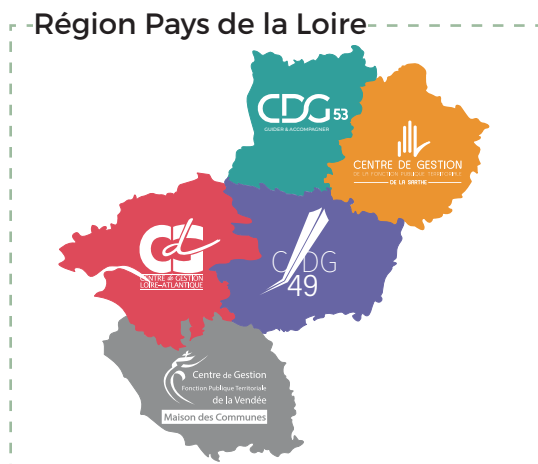 Région Pays de la Loire
CDG 53
GUIDER & ACCOMPAGNER
CENTRE DE GESTION
DE LA FONCTION PUBLIQUE TERRITORIALE
DE LA SARTHE
CdG
CENTRE de GESTION
LOIRE-ATLANTIQUE
CDG
49
Centre de Gestion
Fonction Publique Territoriale
de la Vendée
Maison des Communes